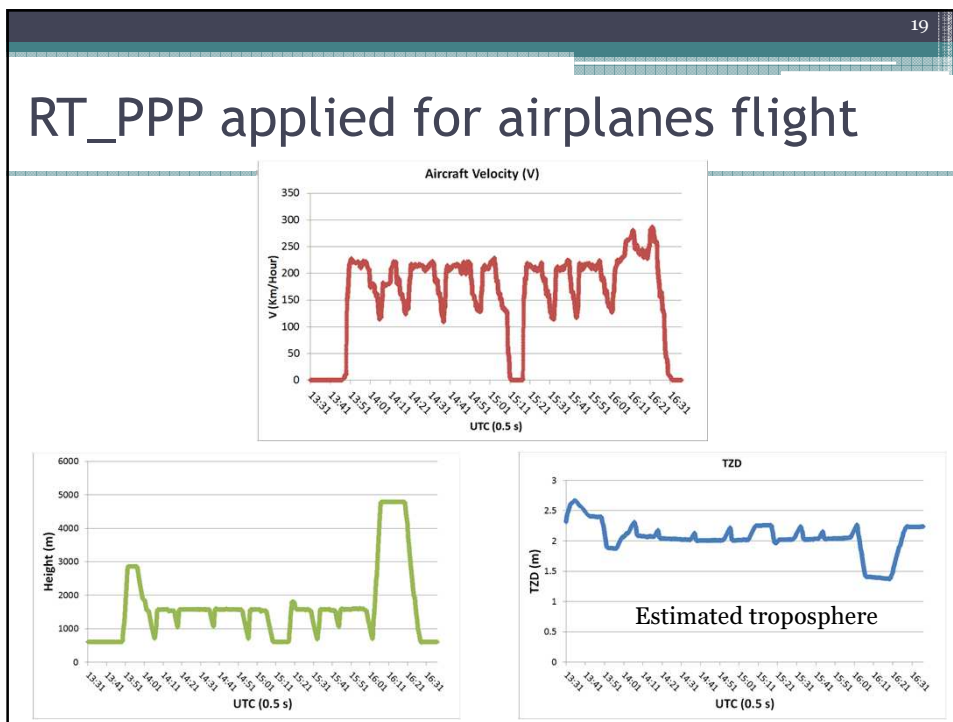 19
RT_PPP applied for airplanes flight
Aircraft Velocity (V)
350
300
250
200
150
100
50
0
V (Km/Hour)
13:31 13:41 13:51 14:01 14:11 14:21 14:31 14:41 14:51 15:01 15:11 15:21 15:31 15:41 15:51 16:01 16:11 16:21 16:31
UTC (0.5 s)
6000
5000
4000
3000
2000
1000
0
Height (m)
13:31 13:41 13:51 14:01 14:11 14:21 14:31 14:41 14:51 15:01 15:11 15:21 15:31 15:41 15:51 16:01 16:11 16:21 16:31
UTC (0.5 s)
TZD
3
2.5
2
1.5
1
0.5
0
TZD (m)
Estimated troposphere
13:31 13:41 13:51 14:01 14:11 14:21 14:31 14:41 14:51 15:01 15:11 15:21 15:31 15:41 15:51 16:01 16:11 16:21 16:31
UTC (0.5 s)